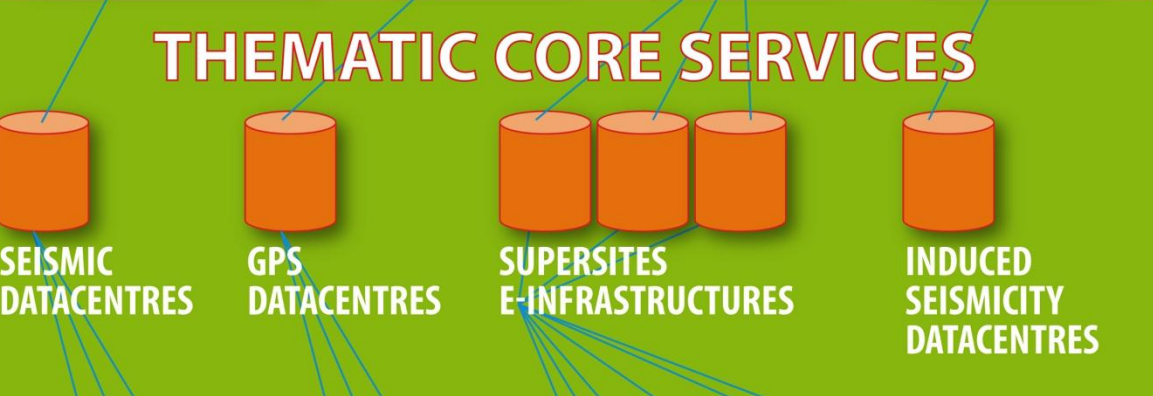 THEMATIC CORE SERVICES
SEISMIC
DATACENTRES
GPS
DATACENTRES
SUPERSITES
E-INFRASTRUCTURES
INDUCED
SEISMICITY
DATACENTRES